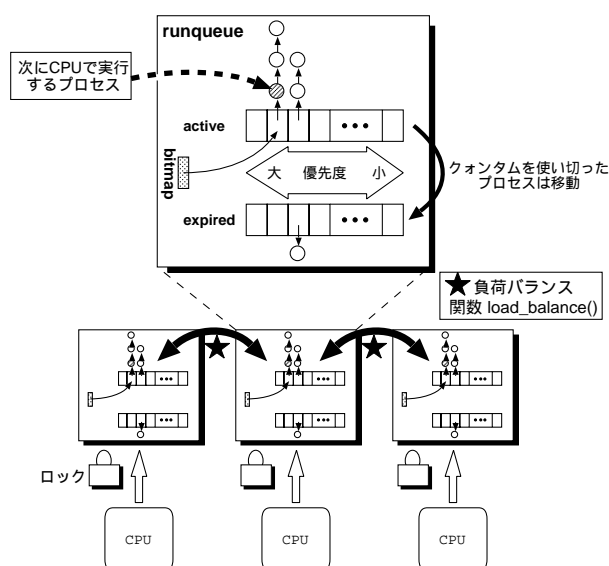 runqueue
次にCPUで実行
するプロセス
active
bitmap
大 優先度 小
クォンタムを使い切った
プロセスは移動
expired
★ 負荷バランス
関数 load_balance()
ロック
CPU
CPU
CPU